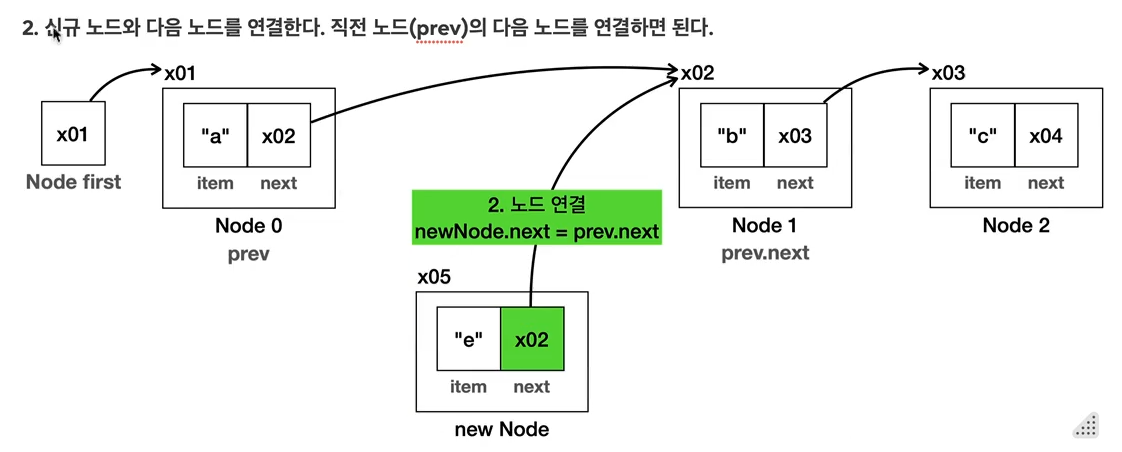 2. 신규 노드와 다음 노드를 연결한다. 직전 노드(prev)의 다음 노드를 연결하면 된다.
x01
x02
x03
x01
"a"
x02
"b"
x03
"c"
x04
Node first
item
next
item
next
item
next
Node 0
prev
2. 노드 연결
newNode.next = prev.next
Node 1
prev.next
Node 2
x05
"e"
x02
item
next
new Node